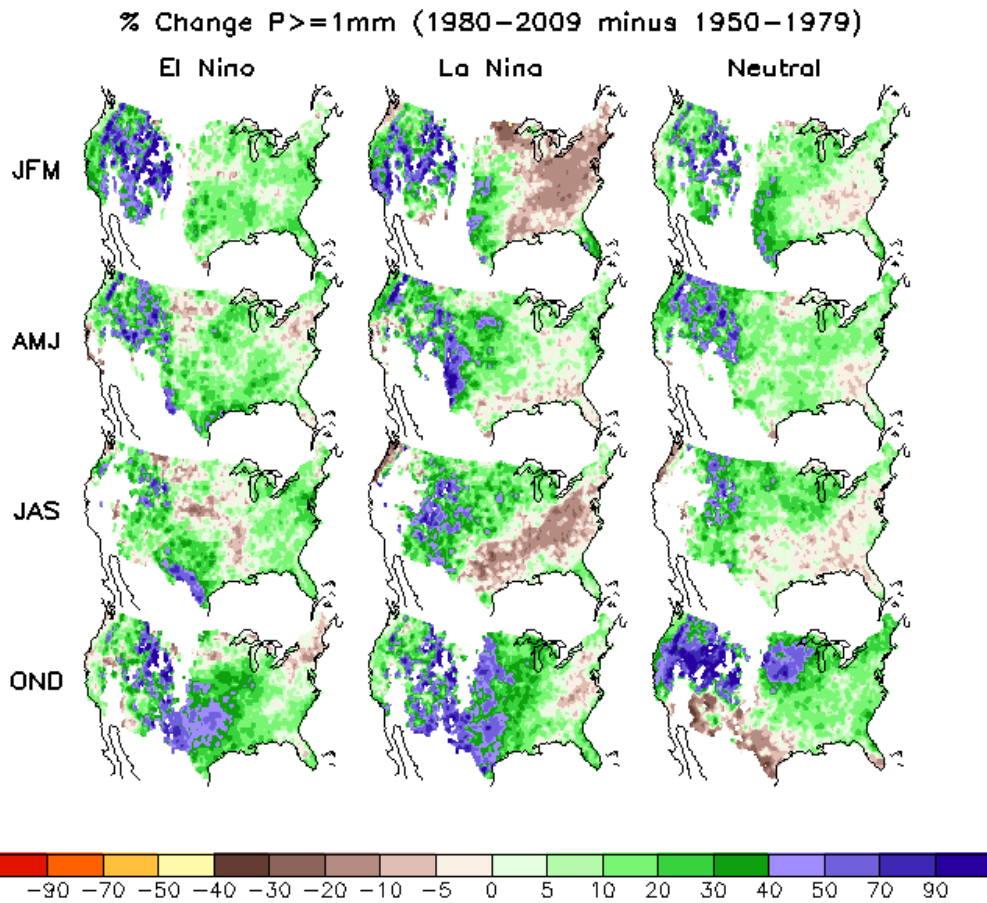 % Change P>=1mm (1980-2009 minus 1950-1979)
El Nino La Nina Neutral
JFM
AMJ
JAS
OND
-90 -70 -50 -40 -30 -20 -10 -5 0 5 10 20 30 40 50 70 90